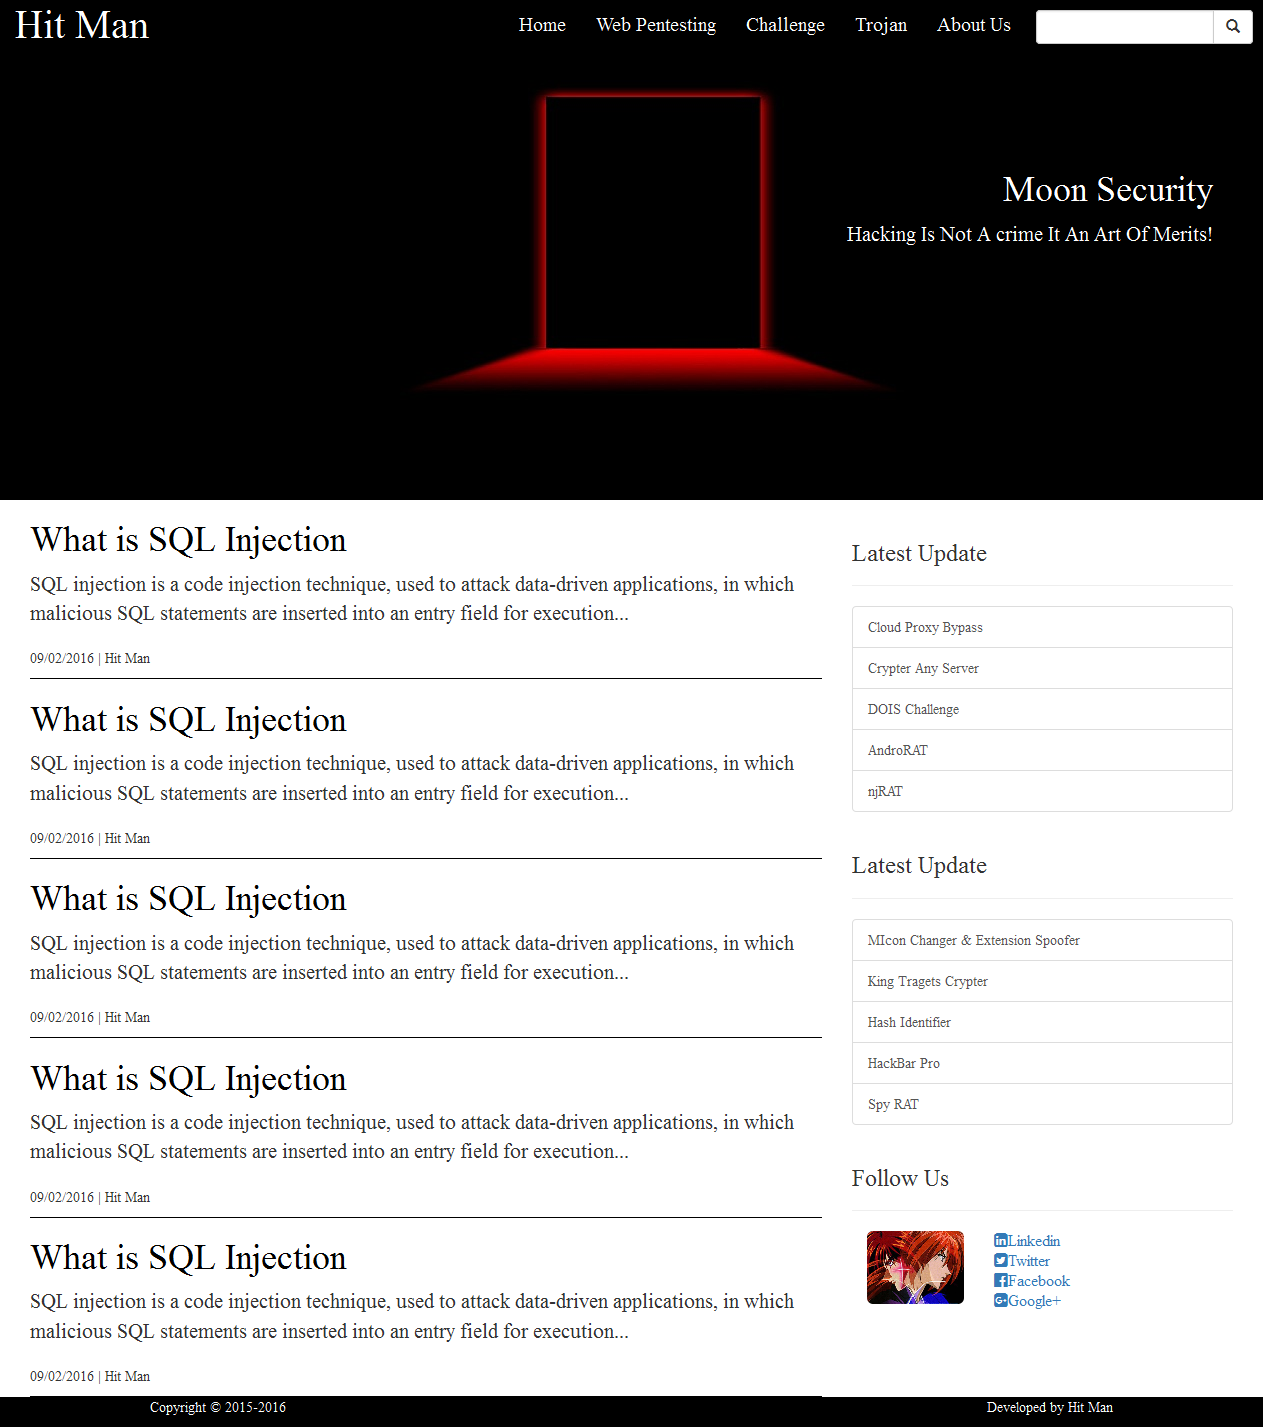 Hit Man
Home Web Pentesting Challenge Trojan About Us
Moon Security
Hacking Is Not A crime It An Art Of Merits!
What is SQL Injection
SQL injection is a code injection technique, used to attack data-driven applications, in which
malicious SQL statements are inserted into an entry field for execution...
09/02/2016 | Hit Man
What is SQL Injection
SQL injection is a code injection technique, used to attack data-driven applications, in which
malicious SQL statements are inserted into an entry field for execution...
09/02/2016 | Hit Man
What is SQL Injection
SQL injection is a code injection technique, used to attack data-driven applications, in which
malicious SQL statements are inserted into an entry field for execution...
09/02/2016 | Hit Man
What is SQL Injection
SQL injection is a code injection technique, used to attack data-driven applications, in which
malicious SQL statements are inserted into an entry field for execution...
09/02/2016 | Hit Man
What is SQL Injection
SQL injection is a code injection technique, used to attack data-driven applications, in which
malicious SQL statements are inserted into an entry field for execution...
09/02/2016 | Hit Man
Latest Update
Cloud Proxy Bypass
Crypter Any Server
DOIS Challenge
AndroRAT
njRAT
Latest Update
MIcon Changer & Extension Spoofer
King Tragets Crypter
Hash Identifier
HackBar Pro
Spy RAT
Follow Us
Linkedin
Twitter
Facebook
Google+
Copyright © 2015-2016
Developed by Hit Man